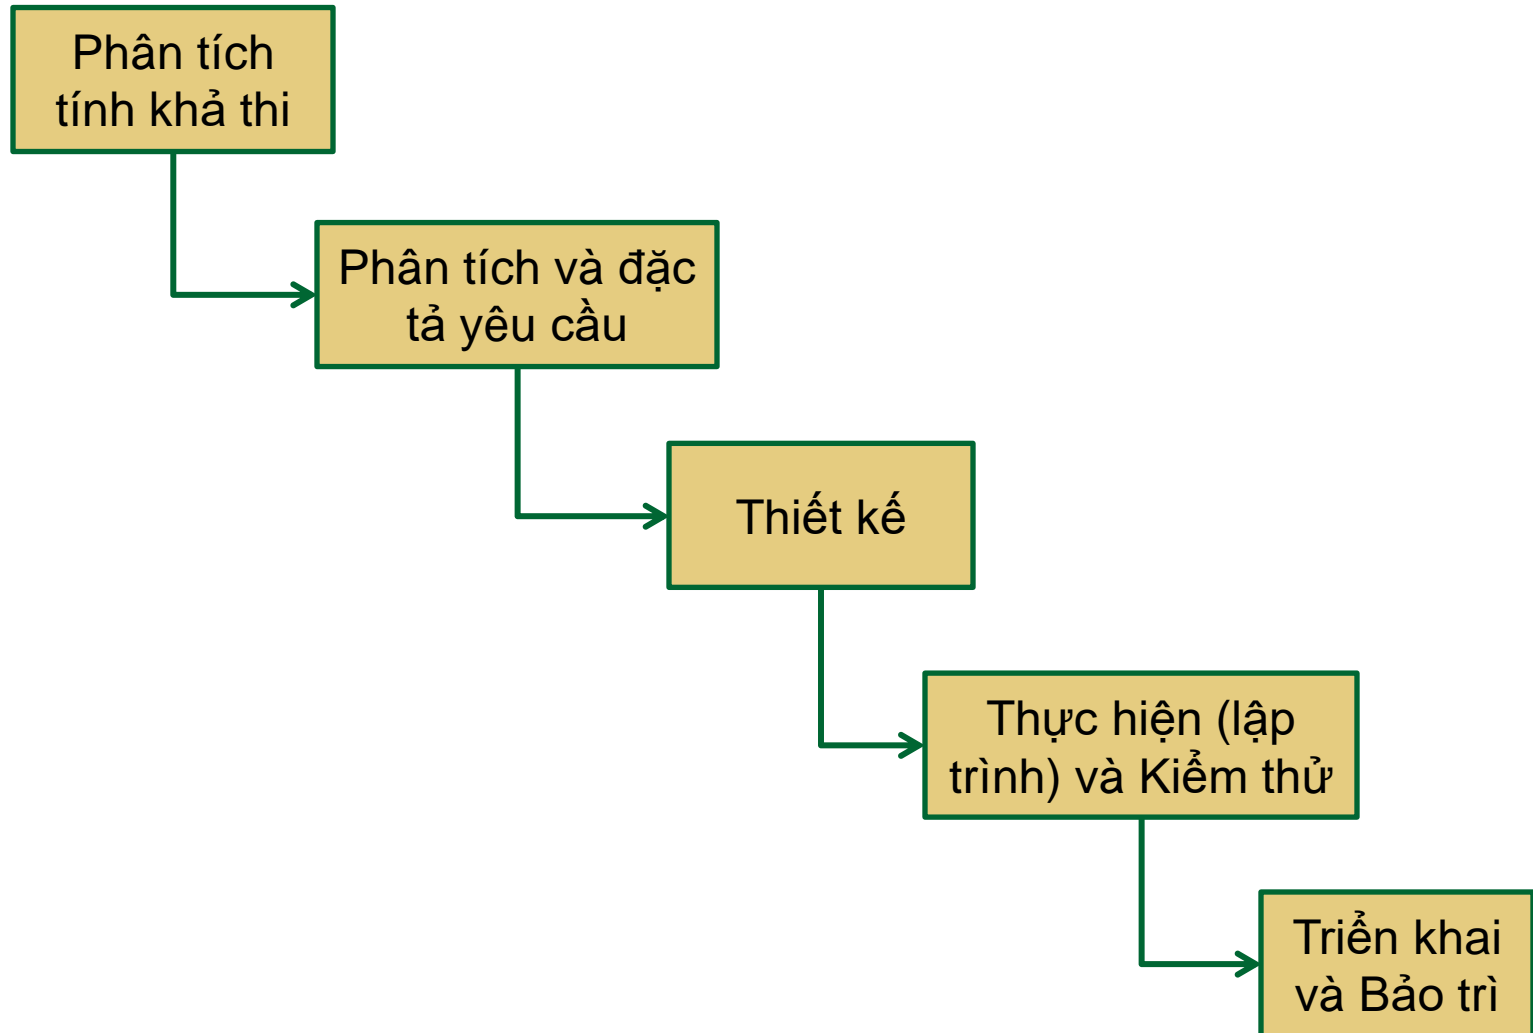 Phân tích
tính khả thi
Phân tích và đặc
tả yêu cầu
Thiết kế
Thực hiện (lập
trình) và Kiểm thử
Triển khai
và Bảo trì